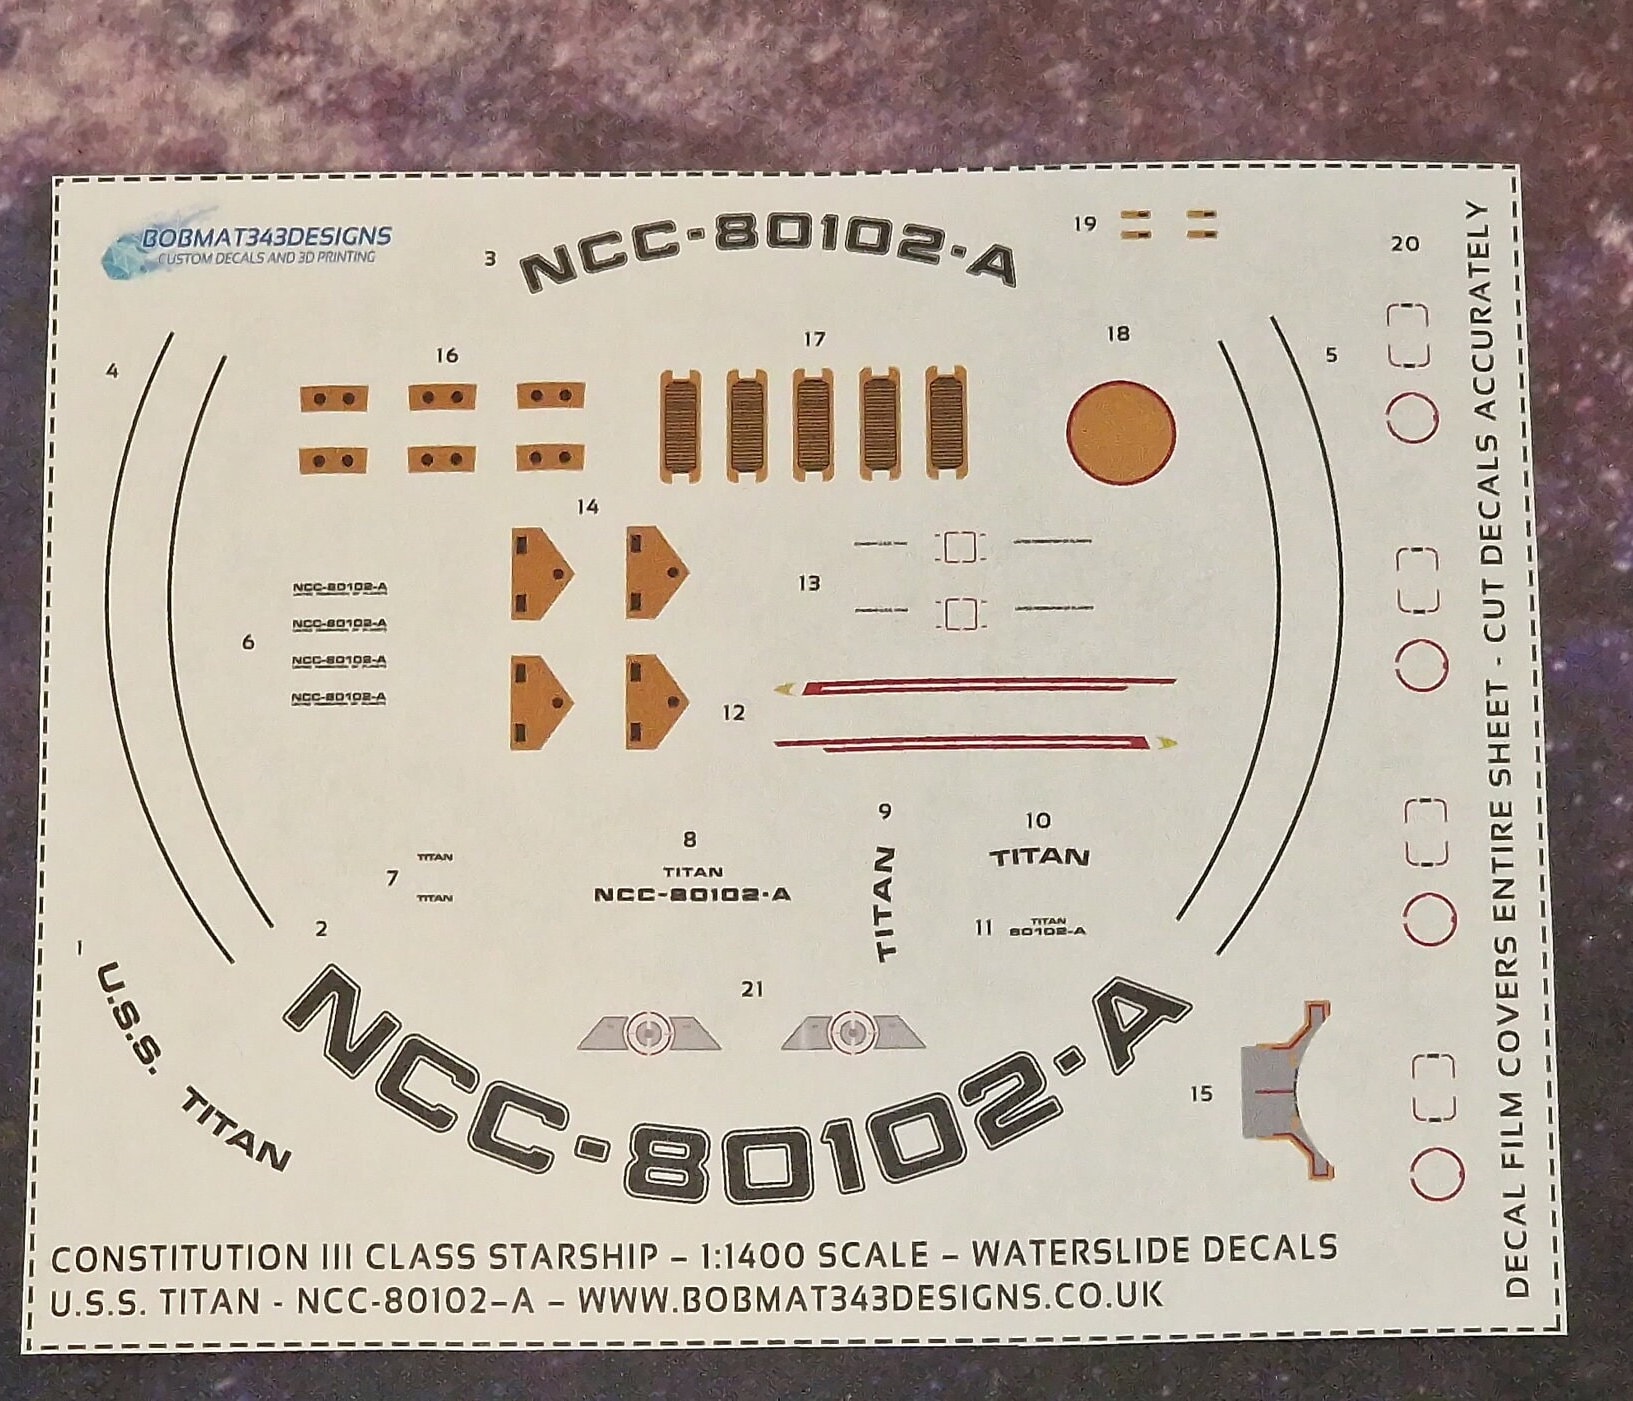 BOBMAT343DESIGNS
CUSTOM DECALS AND 3D PRINTING
3
NCC-80102-A
19
20
4
16
17
18
5
14
13
6
NCC-80102-A
NCC-80102-A
NCC-80102-A
NCC-80102-A
12
7
TITAN
TITAN
8
TITAN
NCC-80102-A
9
TITAN
10
TITAN
11
TITAN
80102-A
1
U.S.S. TITAN
2
NCC-80102-A
21
15
CONSTITUTION III CLASS STARSHIP – 1:1400 SCALE – WATERSLIDE DECALS
U.S.S. TITAN - NCC-80102-A – WWW.BOBMAT343DESIGNS.CO.UK
DECAL FILM COVERS ENTIRE SHEET - CUT DECALS ACCURATELY